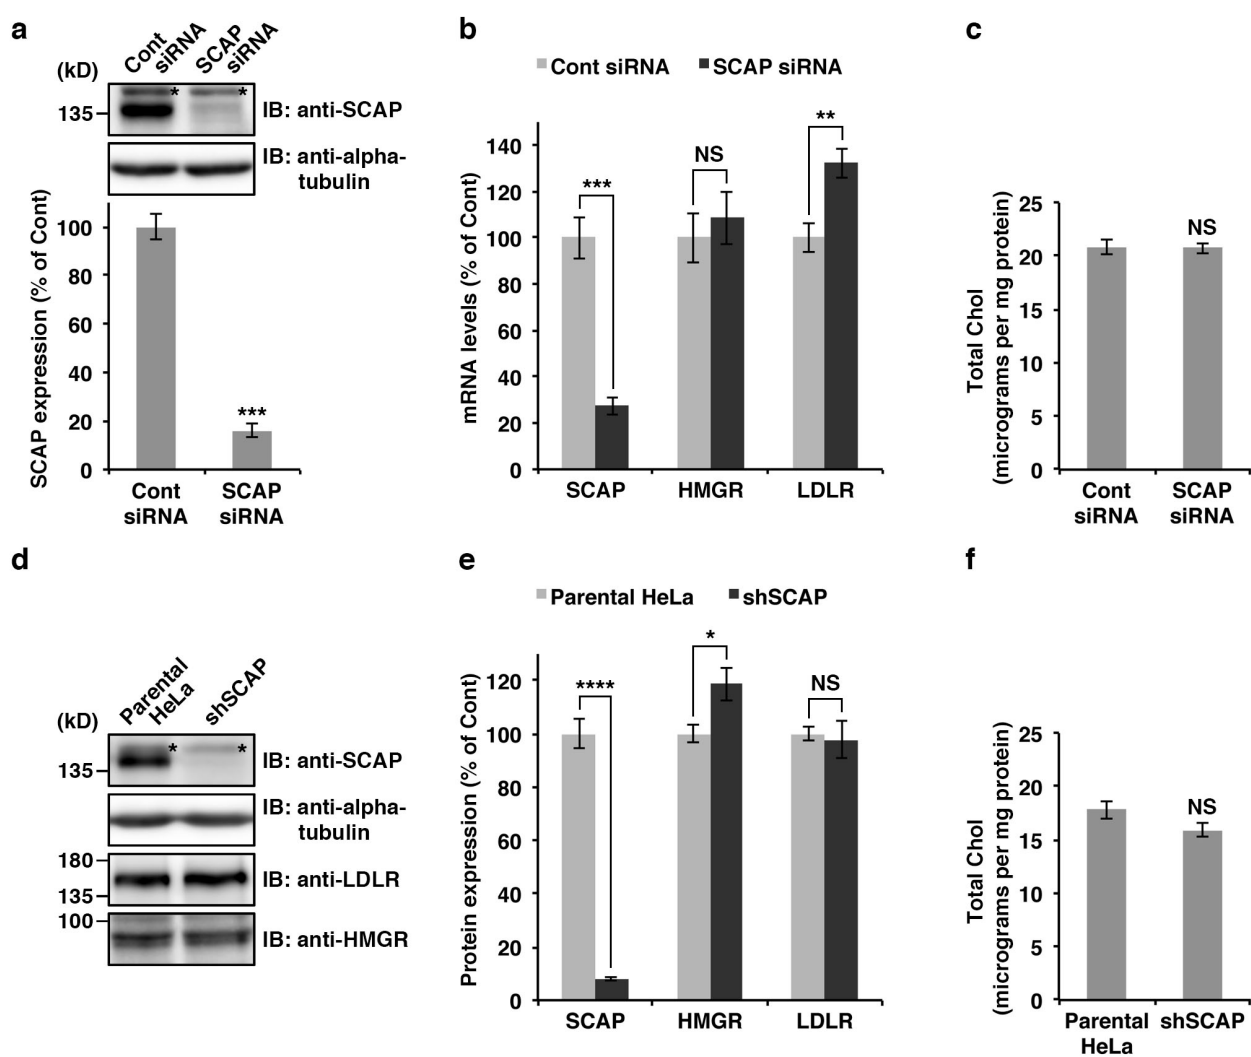 a
(kD)
Cont
siRNA
SCAP
siRNA
135
*
*
IB: anti-SCAP
IB: anti-alpha-
tubulin
SCAP expression (% of Cont)
100
80
60
40
20
0
***
Cont
siRNA
SCAP
siRNA
b
Cont siRNA
SCAP siRNA
mRNA levels (% of Cont)
140
120
100
80
60
40
20
0
***
NS
**
SCAP
HMGR
LDLR
c
Total Chol
(micrograms per mg protein)
25
20
15
10
5
0
NS
Cont
siRNA
SCAP
siRNA
d
(kD)
Parental
HeLa
shSCAP
135
*
*
IB: anti-SCAP
IB: anti-alpha-
tubulin
180
135
IB: anti-LDLR
100
IB: anti-HMGR
e
Parental HeLa
shSCAP
Protein expression (% of Cont)
120
100
80
60
40
20
0
****
*
NS
SCAP
HMGR
LDLR
f
Total Chol
(micrograms per mg protein)
25
20
15
10
5
0
NS
Parental
HeLa
shSCAP